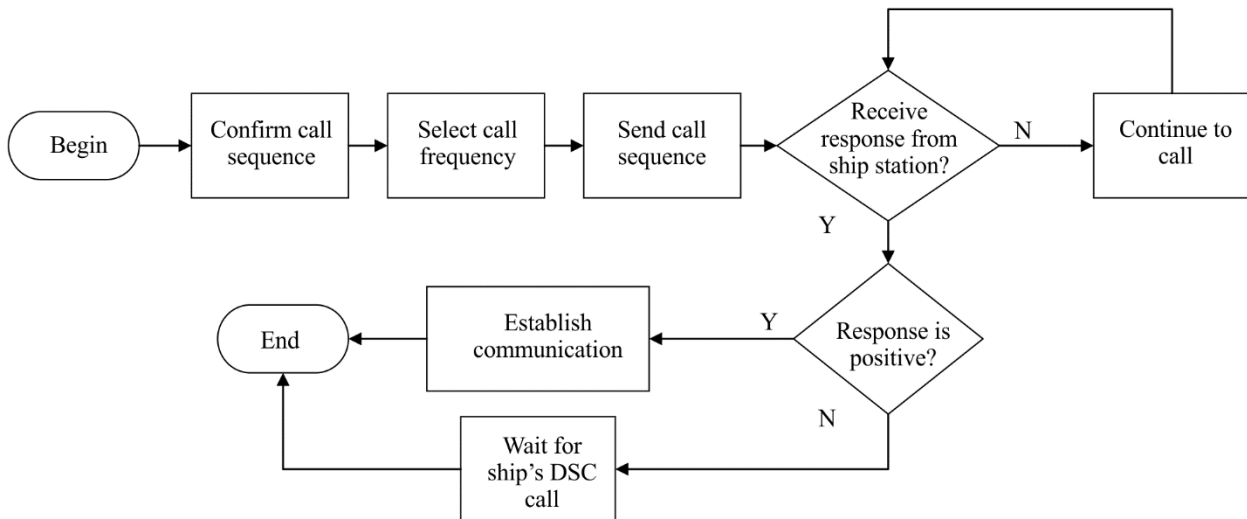 Begin
Confirm call
sequence
Select call
frequency
Send call
sequence
Receive
response from
ship station?
N
Continue to
call
Y
Response is
positive?
Y
Establish
communication
End
N
Wait for
ship's DSC
call